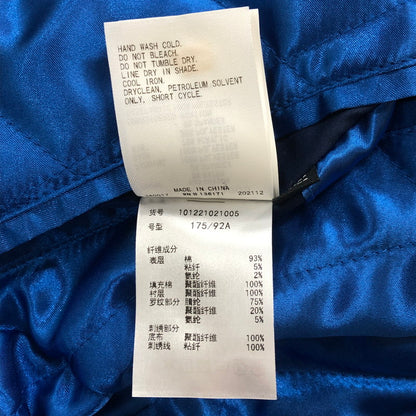 HAND WASH COLD.
DO NOT BLEACH.
DO NOT TUMBLE DRY.
LINE DRY IN SHADE.
COOL IRON.
DRYCLEAN, PETROLEUM SOLVENT
ONLY, SHORT CYCLE.
MADE IN CHINA
136171 202112
货号 101221021005
号型 175/92A
纤维成分
表层 棉 93%
粘纤 5%
氨纶 2%
填充棉 聚酯纤维 100%
衬层 聚酯纤维 100%
罗纹部分 腈纶 75%
聚酯纤维 20%
氨纶 5%
刺绣部分
底布 聚酯纤维 100%
刺绣线 粘纤 100%